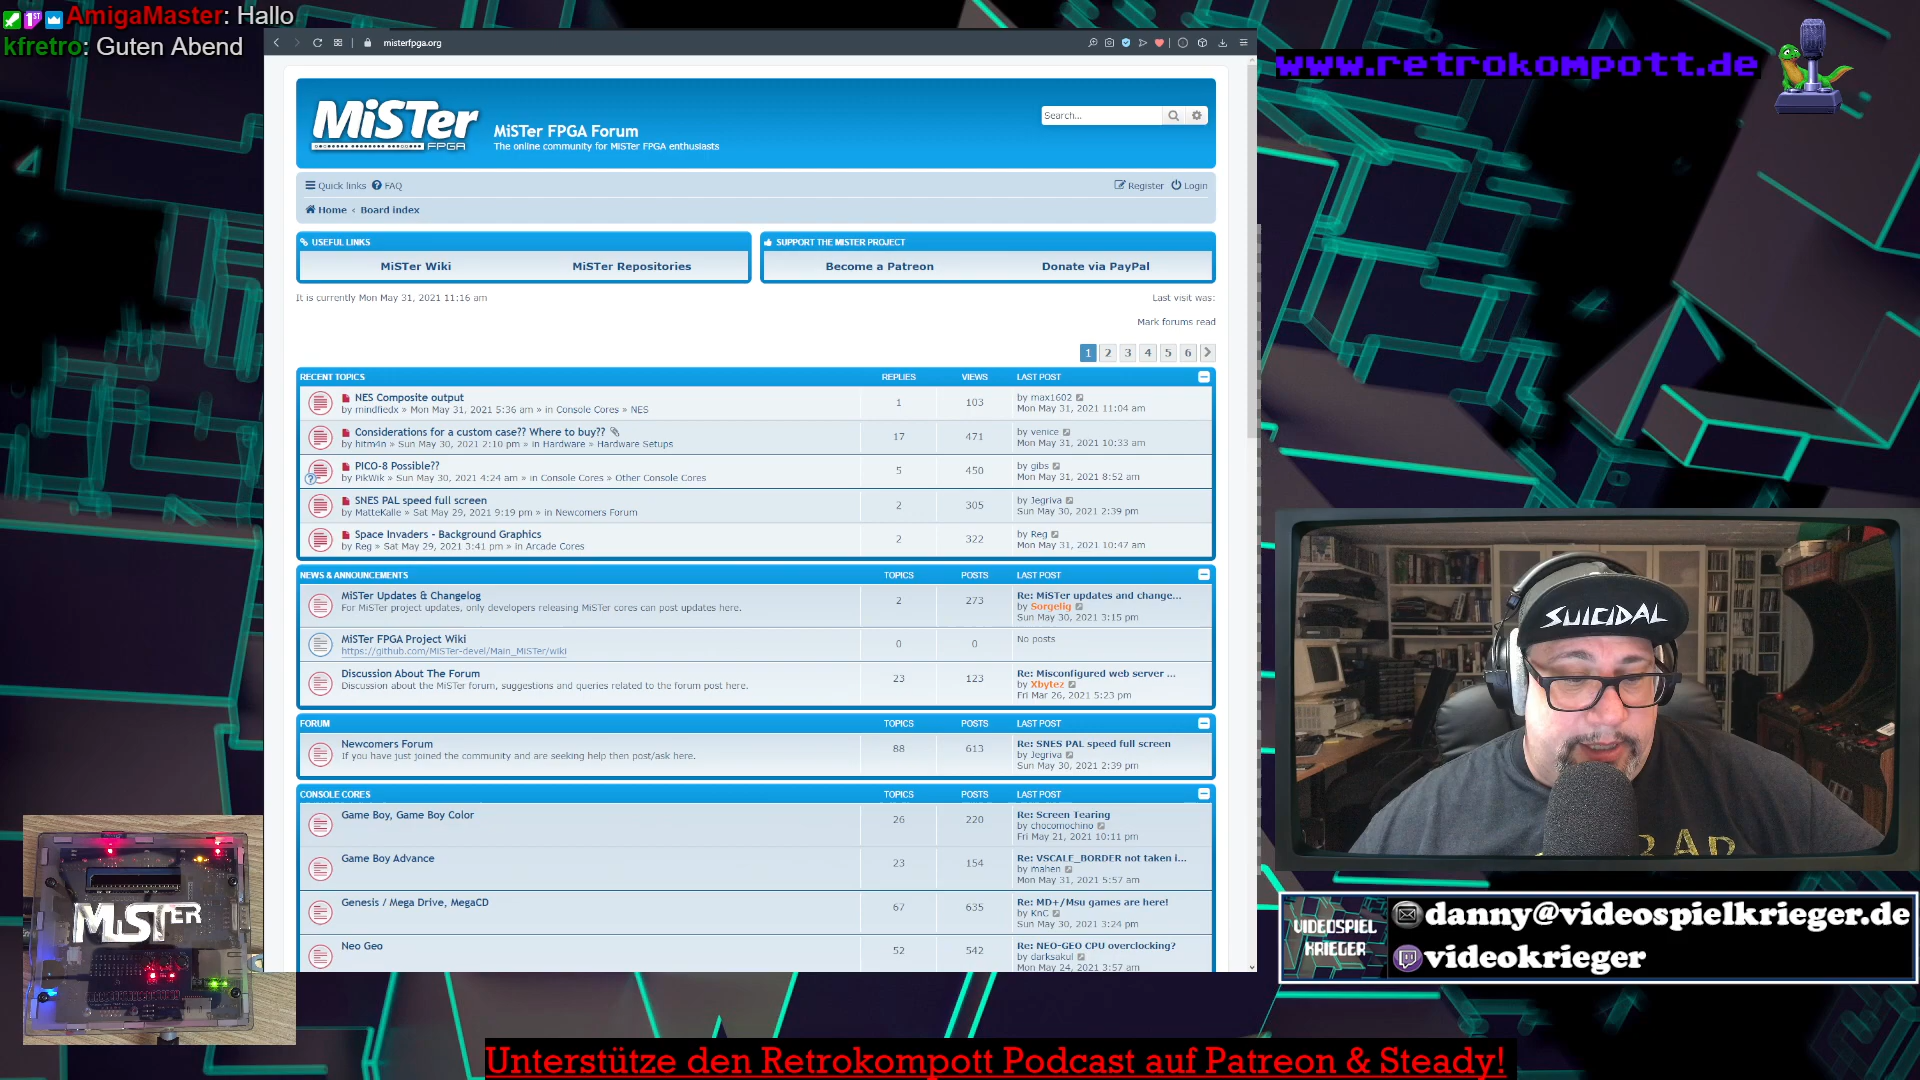 AmigaMaster: Hallo
kfretro: Guten Abend
misterfpga.org
www.retrokompott.de
MiSTer
FPGA
MiSTer FPGA Forum
The online community for MiSTer FPGA enthusiasts
Search...
Quick links FAQ
Register Login
Home ‹ Board index
USEFUL LINKS
MiSTer Wiki MiSTer Repositories
SUPPORT THE MISTER PROJECT
Become a Patreon Donate via PayPal
It is currently Mon May 31, 2021 11:16 am
Last visit was:
Mark forums read
1 2 3 4 5 6
RECENT TOPICS REPLIES VIEWS LAST POST
NES Composite output
by mindfiedx » Mon May 31, 2021 5:36 am » in Console Cores » NES
1 103
by max1602
Mon May 31, 2021 11:04 am
Considerations for a custom case?? Where to buy??
by hitm4n » Sun May 30, 2021 2:10 pm » in Hardware » Hardware Setups
17 471
by venice
Mon May 31, 2021 10:33 am
PICO-8 Possible??
by PikWik » Sun May 30, 2021 4:24 am » in Console Cores » Other Console Cores
5 450
by gibs
Mon May 31, 2021 8:52 am
SNES PAL speed full screen
by MatteKalle » Sat May 29, 2021 9:19 pm » in Newcomers Forum
2 305
by Jegriva
Sun May 30, 2021 2:39 pm
Space Invaders - Background Graphics
by Reg » Sat May 29, 2021 3:41 pm » in Arcade Cores
2 322
by Reg
Mon May 31, 2021 10:47 am
NEWS & ANNOUNCEMENTS TOPICS POSTS LAST POST
MiSTer Updates & Changelog
For MiSTer project updates, only developers releasing MiSTer cores can post updates here.
2 273
Re: MiSTer updates and change...
by Sorgelig
Sun May 30, 2021 3:15 pm
MiSTer FPGA Project Wiki
https://github.com/MiSTer-devel/Main_MiSTer/wiki
0 0
No posts
Discussion About The Forum
Discussion about the MiSTer forum, suggestions and queries related to the forum post here.
23 123
Re: Misconfigured web server ...
by Xbytez
Fri Mar 26, 2021 5:23 pm
FORUM TOPICS POSTS LAST POST
Newcomers Forum
If you have just joined the community and are seeking help then post/ask here.
88 613
Re: SNES PAL speed full screen
by Jegriva
Sun May 30, 2021 2:39 pm
CONSOLE CORES TOPICS POSTS LAST POST
Game Boy, Game Boy Color
26 220
Re: Screen Tearing
by chocomochino
Fri May 21, 2021 10:11 pm
Game Boy Advance
23 154
Re: VSCALE_BORDER not taken i...
by mahen
Mon May 31, 2021 5:57 am
Genesis / Mega Drive, MegaCD
67 635
Re: MD+/Msu games are here!
by KnC
Sun May 30, 2021 3:24 pm
Neo Geo
52 542
Re: NEO-GEO CPU overclocking?
by darksakul
Mon May 24, 2021 3:57 am
SUICIDAL
MiSTER
VIDEOSPIEL
KRIEGER
danny@videospielkrieger.de
videokrieger
Unterstütze den Retrokompott Podcast auf Patreon & Steady!